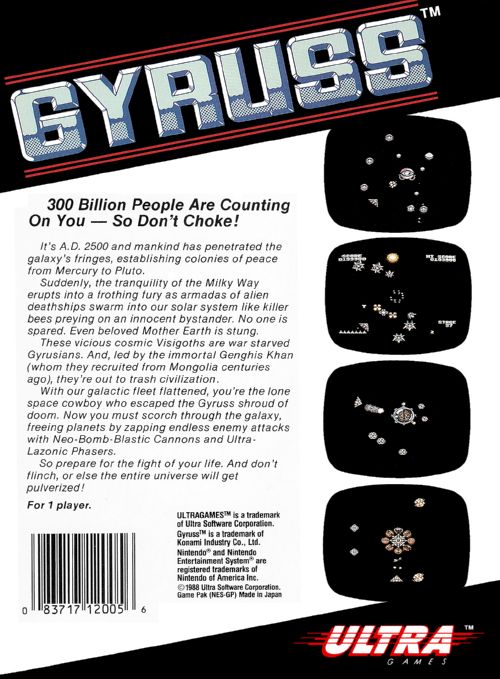 GYRUSS™
300 Billion People Are Counting
On You — So Don't Choke!
It's A.D. 2500 and mankind has penetrated the
galaxy's fringes, establishing colonies of peace
from Mercury to Pluto.
Suddenly, the tranquility of the Milky Way
erupts into a frothing fury as armadas of alien
deathships swarm into our solar system like killer
bees preying on an innocent bystander. No one is
spared. Even beloved Mother Earth is stung.
These vicious cosmic Visigoths are war starved
Gyrusians. And, led by the immortal Genghis Khan
(whom they recruited from Mongolia centuries
ago), they're out to trash civilization.
With our galactic fleet flattened, you're the lone
space cowboy who escaped the Gyruss shroud of
doom. Now you must scorch through the galaxy,
freeing planets by zapping endless enemy attacks
with Neo-Bomb-Blastic Cannons and Ultra-
Lazonic Phasers.
So prepare for the fight of your life. And don't
flinch, or else the entire universe will get
pulverized!
For 1 player.
ULTRAGAMES™ is a trademark
of Ultra Software Corporation.
Gyruss™ is a trademark of
Konami Industry Co., Ltd.
Nintendo® and Nintendo
Entertainment System® are
registered trademarks of
Nintendo of America Inc.
©1988 Ultra Software Corporation.
Game Pak (NES-GP) Made in Japan
0 83717 12005 6
SCORE
HI SCORE
STAGE
ULTRA™
GAMES